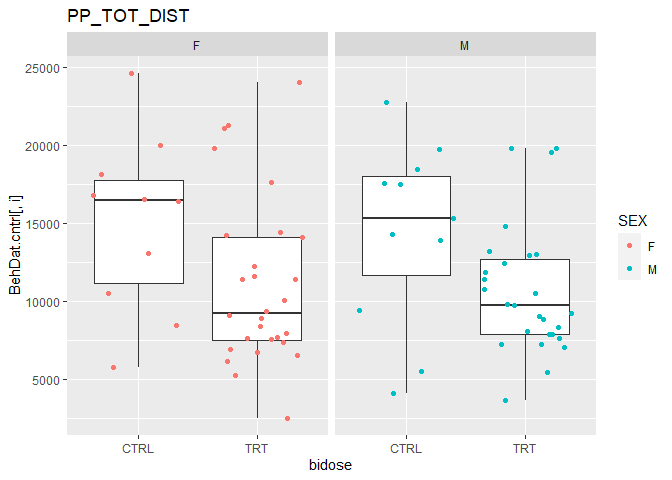 PP_TOT_DIST
F M
25000
20000
15000
10000
5000
BehDat.cntrl[, i]
CTRL TRT CTRL TRT
bidose
SEX
F
M